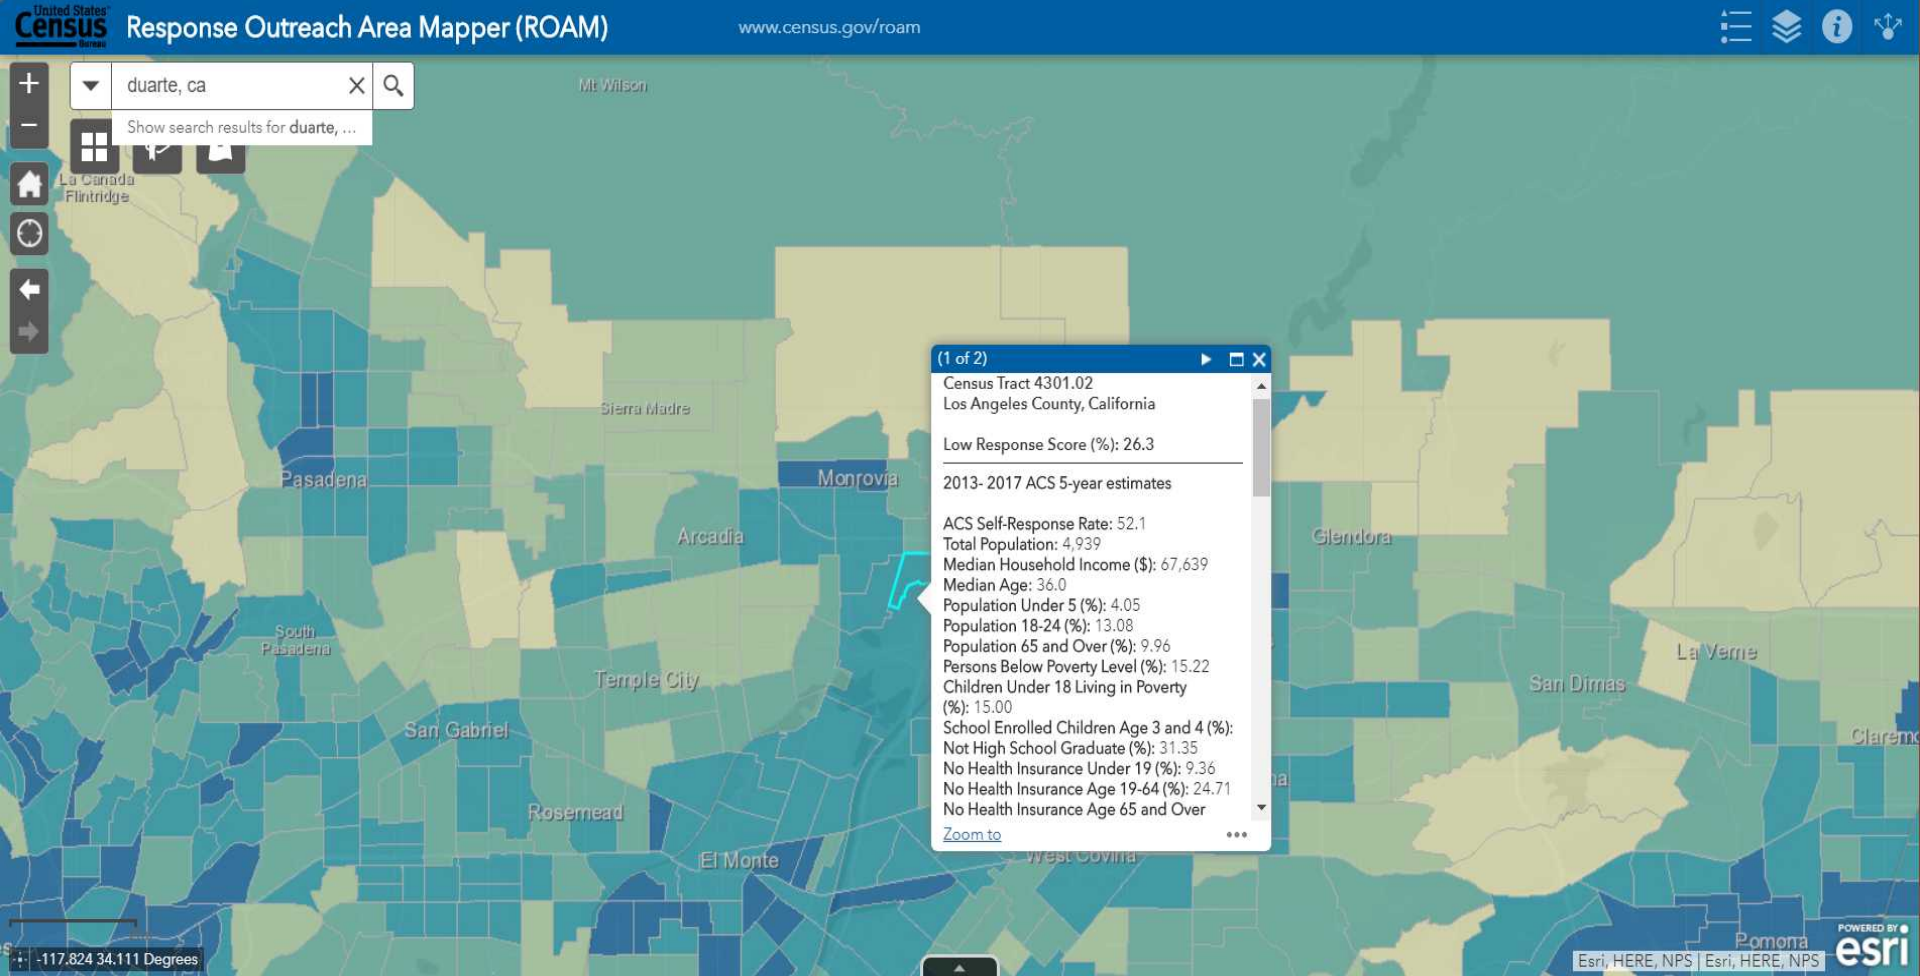 United States®
Census
Bureau
Response Outreach Area Mapper (ROAM)
www.census.gov/roam
duarte, ca
Show search results for duarte, ...
Mt Wilson
La Canada
Flintridge
Sierra Madre
Pasadena
Monrovia
Arcadia
Glendora
South
Pasadena
Temple City
La Verne
San Dimas
San Gabriel
Claremo
Rosemead
El Monte
West Covina
Pomona
(1 of 2)
Census Tract 4301.02
Los Angeles County, California
Low Response Score (%): 26.3
2013- 2017 ACS 5-year estimates
ACS Self-Response Rate: 52.1
Total Population: 4,939
Median Household Income ($): 67,639
Median Age: 36.0
Population Under 5 (%): 4.05
Population 18-24 (%): 13.08
Population 65 and Over (%): 9.96
Persons Below Poverty Level (%): 15.22
Children Under 18 Living in Poverty
(%): 15.00
School Enrolled Children Age 3 and 4 (%):
Not High School Graduate (%): 31.35
No Health Insurance Under 19 (%): 9.36
No Health Insurance Age 19-64 (%): 24.71
No Health Insurance Age 65 and Over
Zoom to
-117.824 34.111 Degrees
Esri, HERE, NPS | Esri, HERE, NPS
POWERED BY
esri